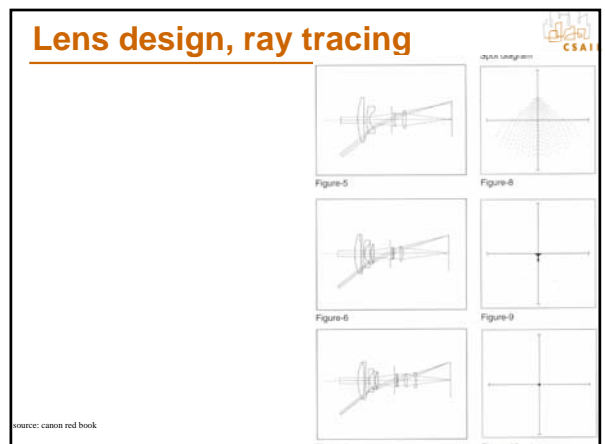 Lens design, ray tracing
CSAIL
Spot diagram
Figure-5
Figure-8
Figure-6
Figure-9
source: canon red book